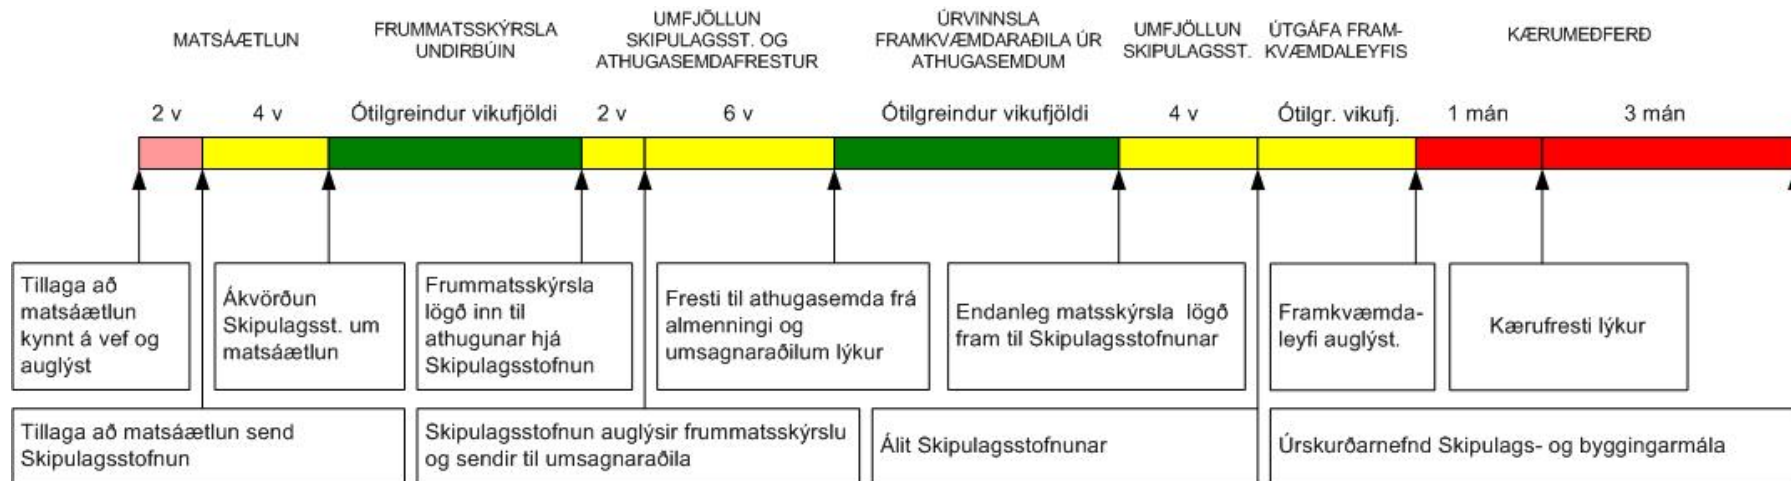 MATSÁÆTLUN
FRUMMATSSKÝRSLA
UNDIRBÚIN
UMFJÖLLUN
SKIPULAGSST. OG
ATHUGASEMDAFRESTUR
ÚRVINNSLA
FRAMKVÆMDARAÐILA ÚR
ATHUGASEMDUM
UMFJÖLLUN
SKIPULAGSST.
ÚTGÁFA FRAM-
KVÆMDALEYFIS
KÆRUMEÐFERÐ
2 v
4 v
Ótilgreindur vikufjöldi
2 v
6 v
Ótilgreindur vikufjöldi
4 v
Ótilgr. vikufj.
1 mán
3 mán
Tillaga að
matsáætlun
kynnt á vef og
auglýst
Ákvörðun
Skipulagsst. um
matsáætlun
Frummatsskýrsla
lögð inn til
athugunar hjá
Skipulagsstofnun
Fresti til athugasemda frá
almenningi og
umsagnaraðilum lýkur
Endanleg matsskýrsla lögð
fram til Skipulagsstofnunar
Framkvæmda-
leyfi auglýst.
Kærufresti lýkur
Tillaga að matsáætlun send
Skipulagsstofnun
Skipulagsstofnun auglýsir frummatsskýrslu
og sendir til umsagnaraðila
Álit Skipulagsstofnunar
Úrskurðarnefnd Skipulags- og byggingarmála